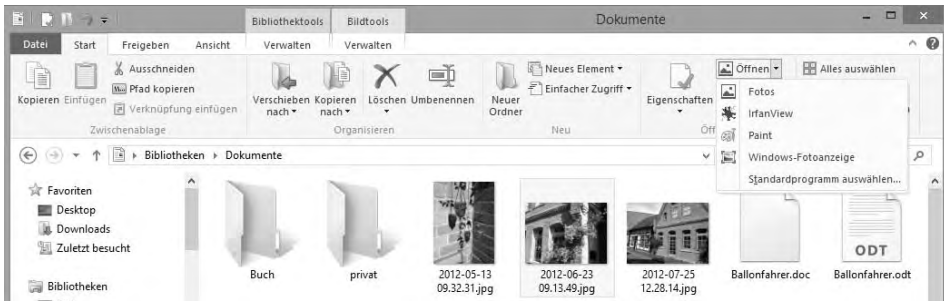 Bibliothektools Bildtools Dokumente
Datei Start Freigeben Ansicht Verwalten Verwalten
Kopieren
Einfügen
Ausschneiden
Pfad kopieren
Verknüpfung einfügen
Zwischenablage
Verschieben nach
Kopieren nach
Löschen
Umbenennen
Organisieren
Neuer Ordner
Neues Element
Einfacher Zugriff
Neu
Eigenschaften
Öffnen
Alles auswählen
Öff
Fotos
IrfanView
Paint
Windows-Fotoanzeige
Standardprogramm auswählen...
Bibliotheken Dokumente
Favoriten
Desktop
Downloads
Zuletzt besucht
Bibliotheken
Buch
privat
2012-05-13
09.32.31.jpg
2012-06-23
09.13.49.jpg
2012-07-25
12.28.14.jpg
Ballonfahrer.doc
ODT
Ballonfahrer.odt